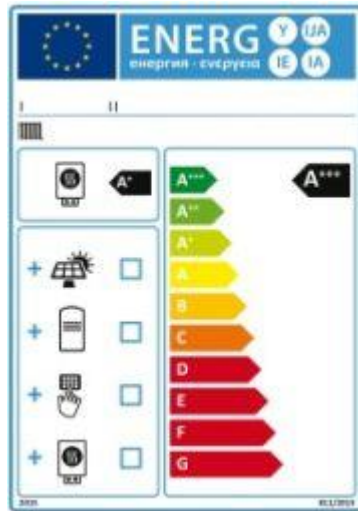 ENERG Y IJA
енергия · ενεργεια IE IA
I II
A+
A+++
A+++
A++
A+
A
B
C
D
E
F
G
2015
811/2013